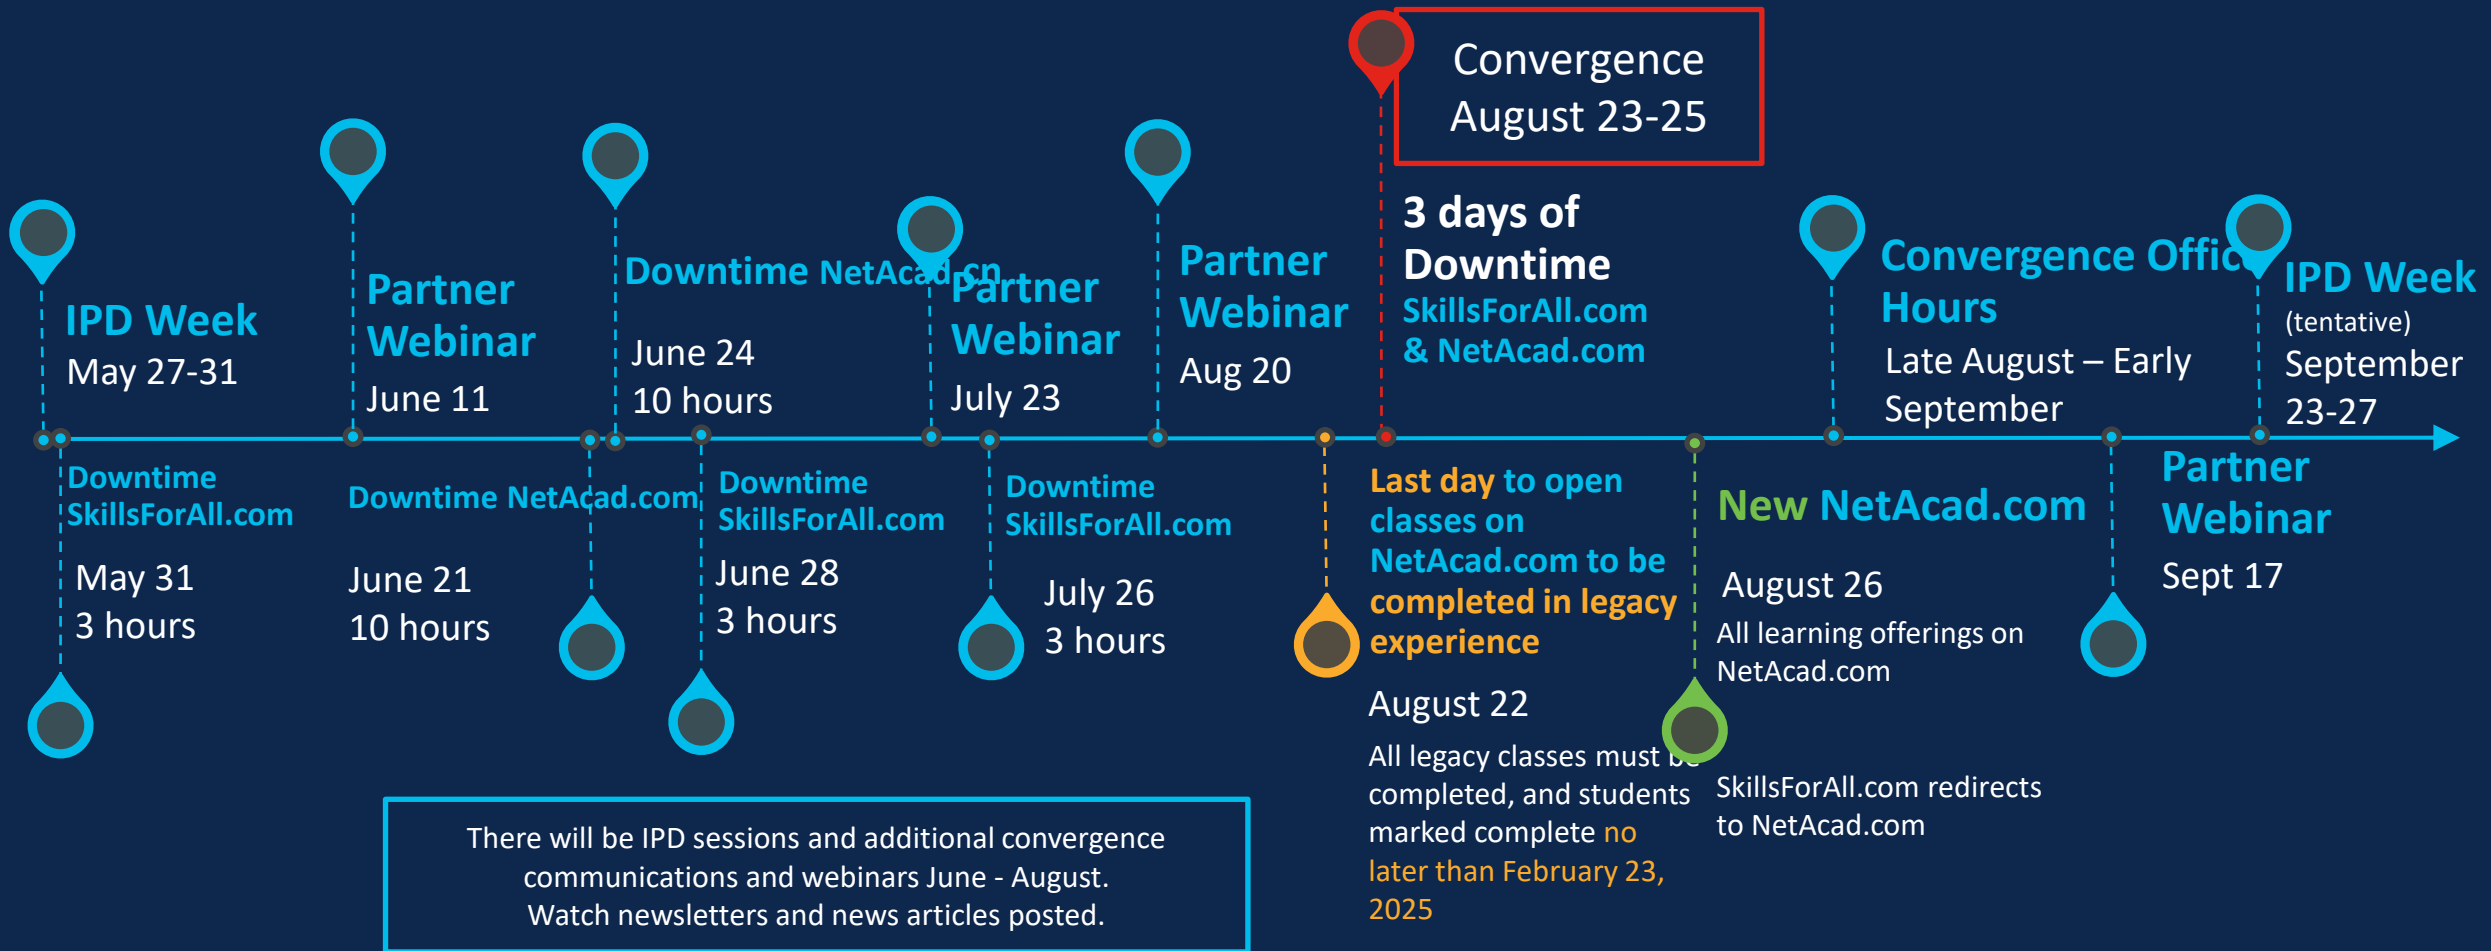 Convergence
August 23-25
IPD Week
May 27-31
Partner
Webinar
June 11
Downtime NetAcad.cn
June 24
10 hours
Partner
Webinar
July 23
Partner
Webinar
Aug 20
3 days of
Downtime
SkillsForAll.com
& NetAcad.com
Convergence Office
Hours
Late August – Early
September
IPD Week
(tentative)
September
23-27
Downtime
SkillsForAll.com
May 31
3 hours
Downtime NetAcad.com
June 21
10 hours
Downtime
SkillsForAll.com
June 28
3 hours
Downtime
SkillsForAll.com
July 26
3 hours
Last day to open
classes on
NetAcad.com to be
completed in legacy
experience
August 22
All legacy classes must be
completed, and students
marked complete no
later than February 23,
2025
New NetAcad.com
August 26
All learning offerings on
NetAcad.com
SkillsForAll.com redirects
to NetAcad.com
Partner
Webinar
Sept 17
There will be IPD sessions and additional convergence
communications and webinars June - August.
Watch newsletters and news articles posted.